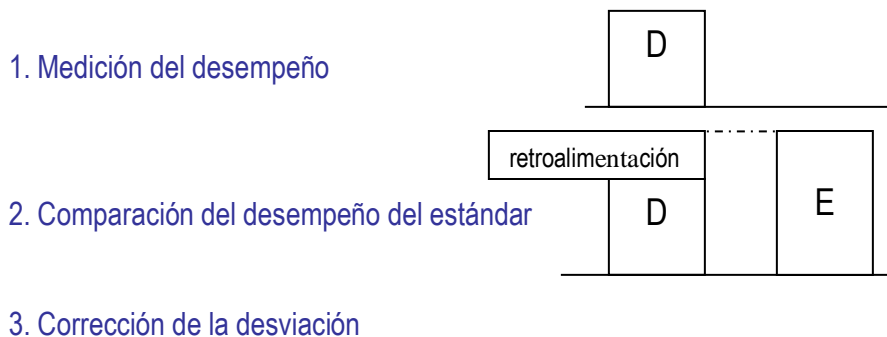 D
1. Medición del desempeño
retroalimentación
2. Comparación del desempeño del estándar
D
E
3. Corrección de la desviación